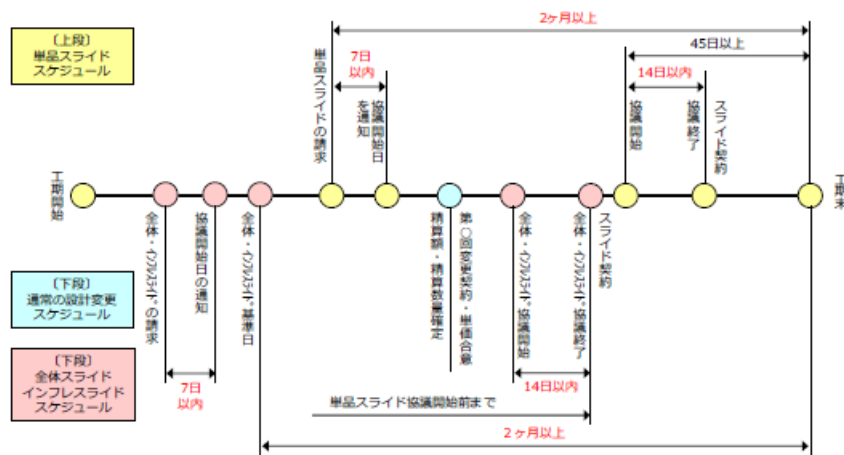 2ヶ月以上
〔上段〕
単品スライド
スケジュール
45日以上
7日
以内
14日以内
単品スライドの請求
協議開始日
を通知
協議開始
協議終了
スライド契約
工期開始
工期末
全体・インフレスライドの請求
協議開始日の通知
全体・インフレスライド基準日
第○回変更契約・単価合意
精算額・精算数量確定
全体・インフレスライド協議開始
スライド契約
全体・インフレスライド協議終了
〔下段〕
通常の設計変更
スケジュール
〔下段〕
全体スライド
インフレスライド
スケジュール
7日
以内
14日以内
単品スライド協議開始前まで
2ヶ月以上